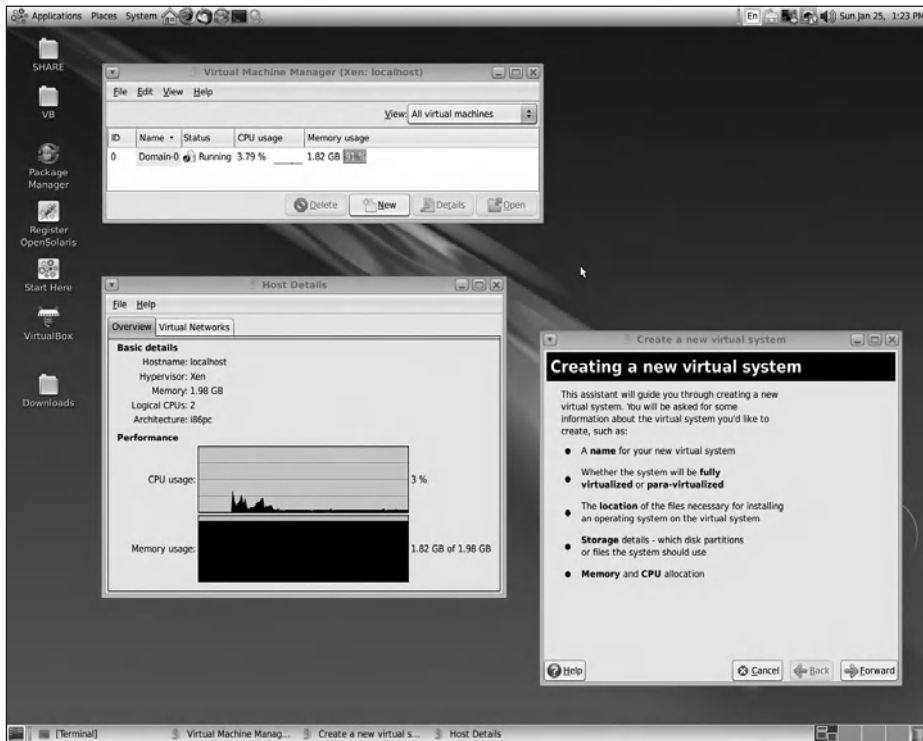 Applications Places System
En
Sun Jan 25, 1:23 PM
SHARE
VB
Package
Manager
Register
OpenSolaris
Start Here
VirtualBox
Downloads
Virtual Machine Manager (Xen: localhost)
File Edit View Help
View: All virtual machines
ID Name Status CPU usage Memory usage
0 Domain-0 Running 3.79 % 1.82 GB 91 %
Delete New Details Open
Host Details
File Help
Overview Virtual Networks
Basic details
Hostname: localhost
Hypervisor: Xen
Memory: 1.98 GB
Logical CPUs: 2
Architecture: i86pc
Performance
CPU usage: 3 %
Memory usage: 1.82 GB of 1.98 GB
Create a new virtual system
Creating a new virtual system
This assistant will guide you through creating a new
virtual system. You will be asked for some
information about the virtual system you'd like to
create, such as:
● A name for your new virtual system
● Whether the system will be fully
virtualized or para-virtualized
● The location of the files necessary for installing
an operating system on the virtual system
● Storage details - which disk partitions
or files the system should use
● Memory and CPU allocation
Help Cancel Back Forward
[Terminal] Virtual Machine Manag... Create a new virtual s... Host Details